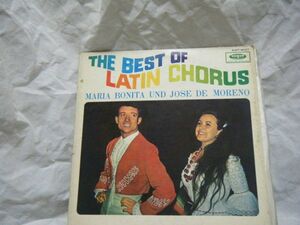 THE BEST OF
LATIN CHORUS
MARIA BONITA UND JOSE DE MORENO